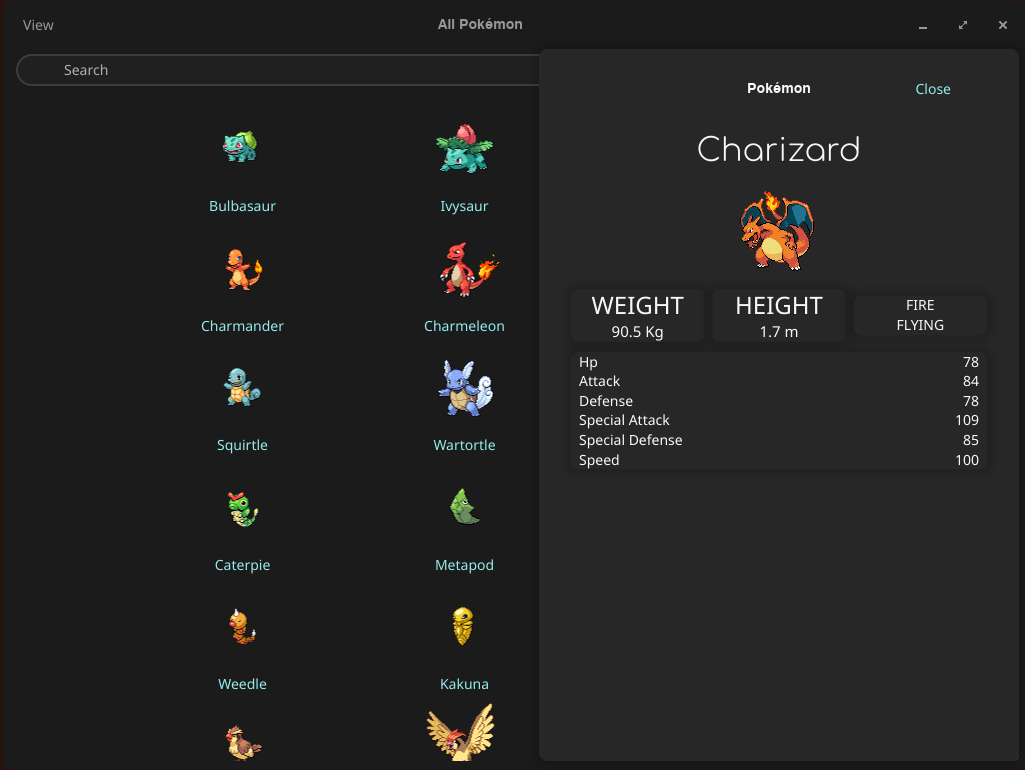 View
All Pokémon
Search
Bulbasaur
Ivysaur
Charmander
Charmeleon
Squirtle
Wartortle
Caterpie
Metapod
Weedle
Kakuna
Pokémon
Close
Charizard
WEIGHT
90.5 Kg
HEIGHT
1.7 m
FIRE
FLYING
Hp 78
Attack 84
Defense 78
Special Attack 109
Special Defense 85
Speed 100